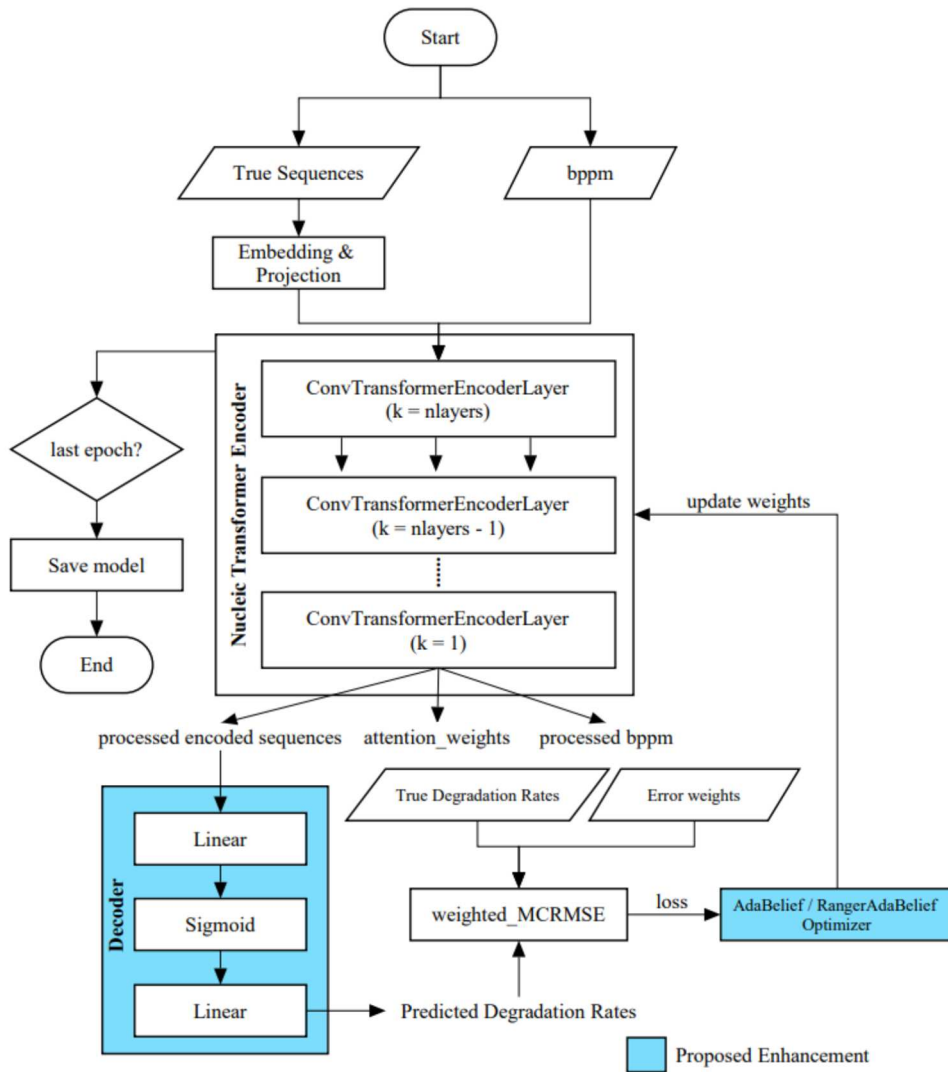 Start
True Sequences
bppm
Embedding &
Projection
Nucleic Transformer Encoder
ConvTransformerEncoderLayer
(k = nlayers)
last epoch?
ConvTransformerEncoderLayer
(k = nlayers - 1)
update weights
Save model
ConvTransformerEncoderLayer
(k = 1)
End
processed encoded sequences
attention_weights
processed bppm
True Degradation Rates
Error weights
Decoder
Linear
Sigmoid
Linear
weighted_MCRMSE
loss
AdaBelief / RangerAdaBelief
Optimizer
Predicted Degradation Rates
Proposed Enhancement